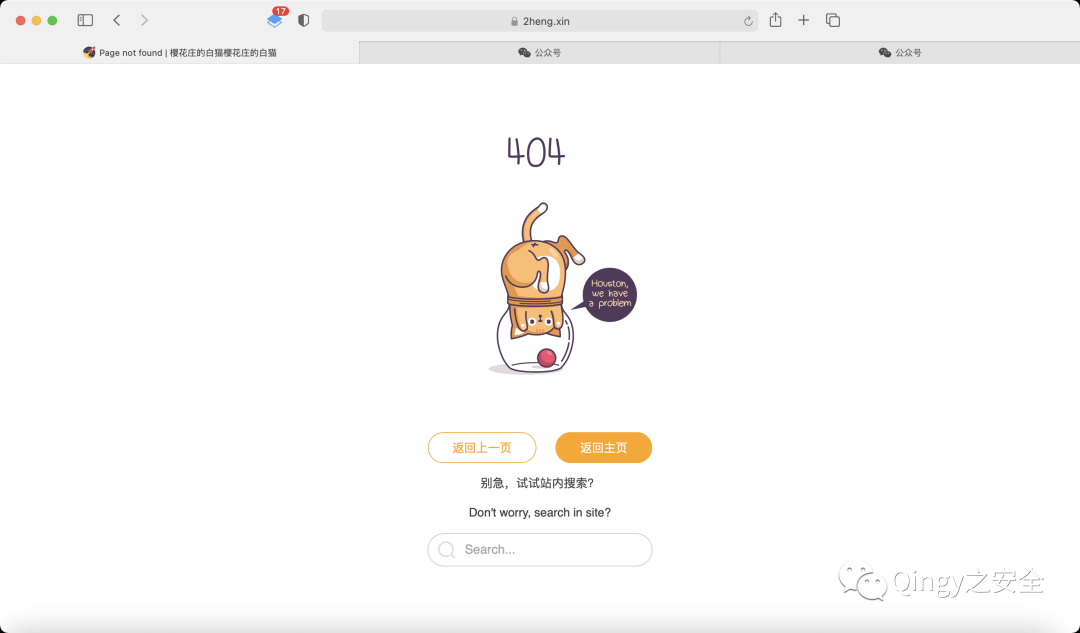 17
2heng.xin
Page not found | 樱花庄的白猫樱花庄的白猫
公众号
公众号
404
Houston,
we have
a problem
返回上一页
返回主页
别急，试试站内搜索?
Don't worry, search in site?
Search...
Qingy之安全